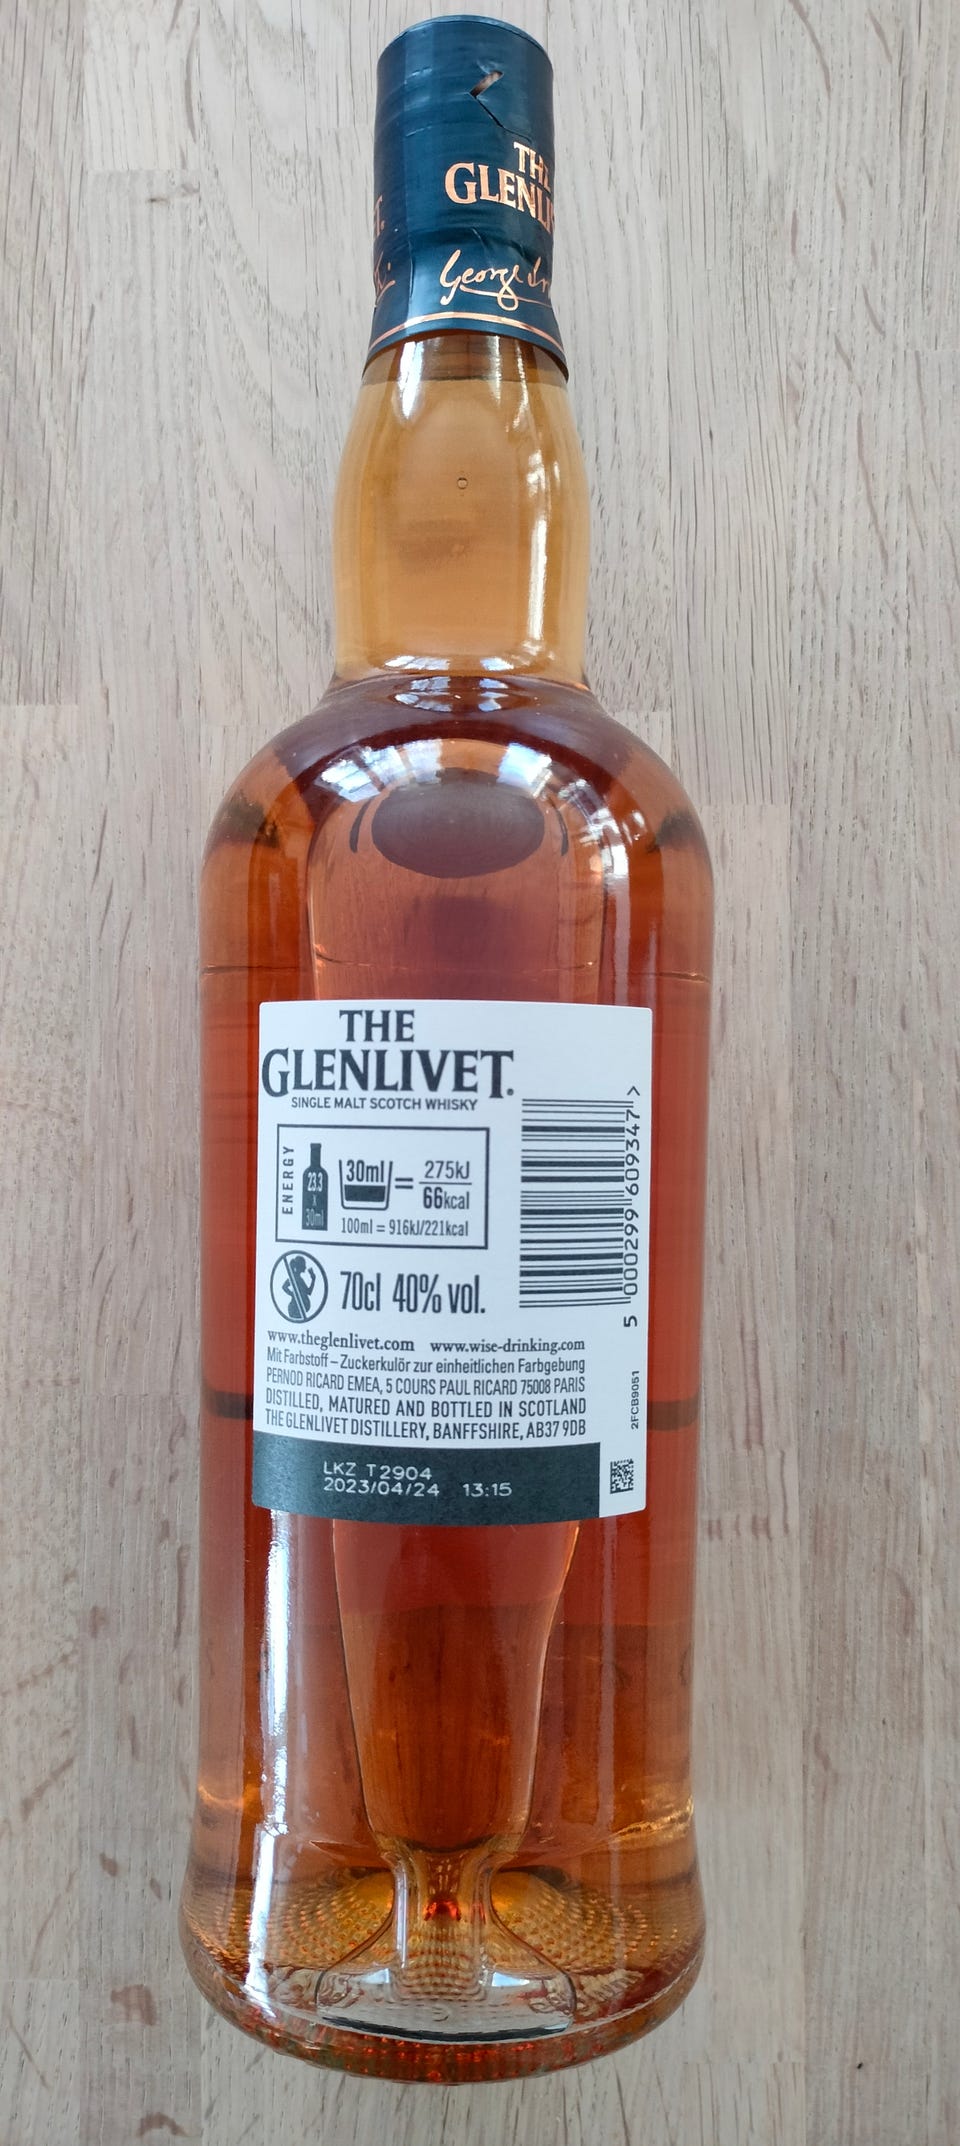 THE
GLENLI
George
THE
GLENLIVET.
SINGLE MALT SCOTCH WHISKY
ENERGY
23.3
x
30ml
30ml = 275kJ
66kcal
100ml = 916kJ/221kcal
70cl 40% vol.
www.theglenlivet.com www.wise-drinking.com
Mit Farbstoff – Zuckerkulör zur einheitlichen Farbgebung
PERNOD RICARD EMEA, 5 COURS PAUL RICARD 75008 PARIS
DISTILLED, MATURED AND BOTTLED IN SCOTLAND
THE GLENLIVET DISTILLERY, BANFFSHIRE, AB37 9DB
LKZ T2904
2023/04/24 13:15
5 000299 609347 >
2FCB9051